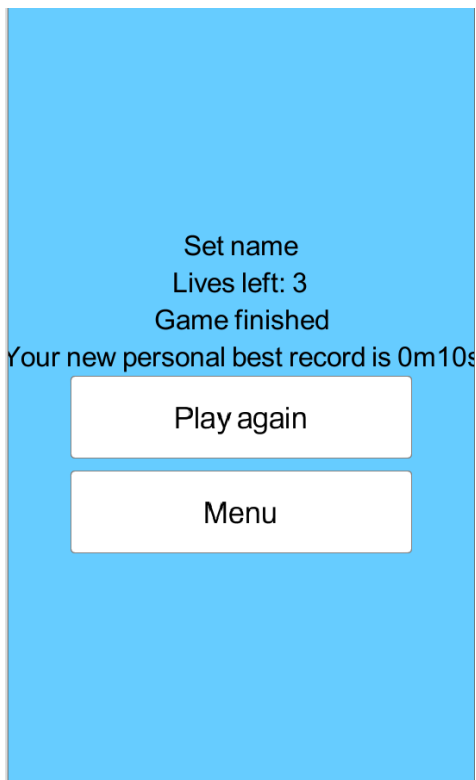 Set name
Lives left: 3
Game finished
Your new personal best record is 0m10s
Play again
Menu